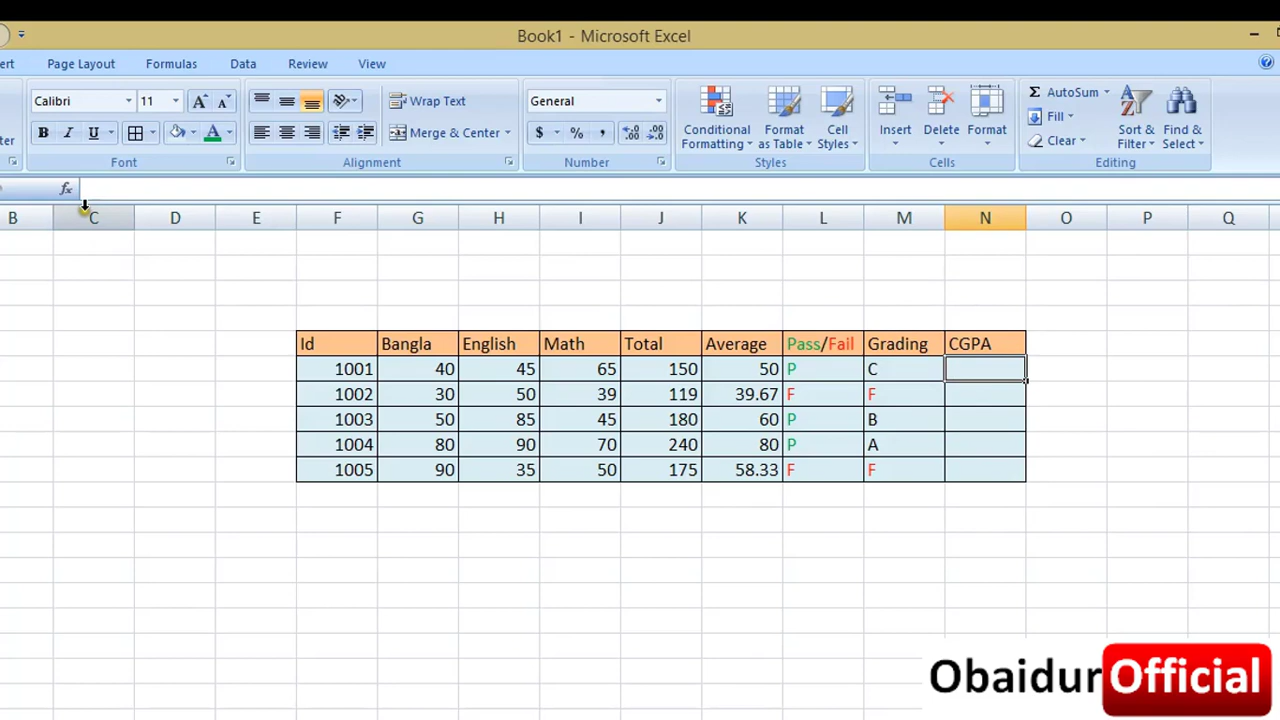 Book1 - Microsoft Excel
ert Page Layout Formulas Data Review View
Calibri 11 A A Wrap Text General Σ AutoSum
B I U A Merge & Center $ % , Conditional Formatting Format as Table Cell Styles Insert Delete Format Fill Clear Sort & Filter Find & Select
ter Font Alignment Number Styles Cells Editing
fx
B C D E F G H I J K L M N O P Q
Id Bangla English Math Total Average Pass/Fail Grading CGPA
1001 40 45 65 150 50 P C
1002 30 50 39 119 39.67 F F
1003 50 85 45 180 60 P B
1004 80 90 70 240 80 P A
1005 90 35 50 175 58.33 F F
Obaidur Official